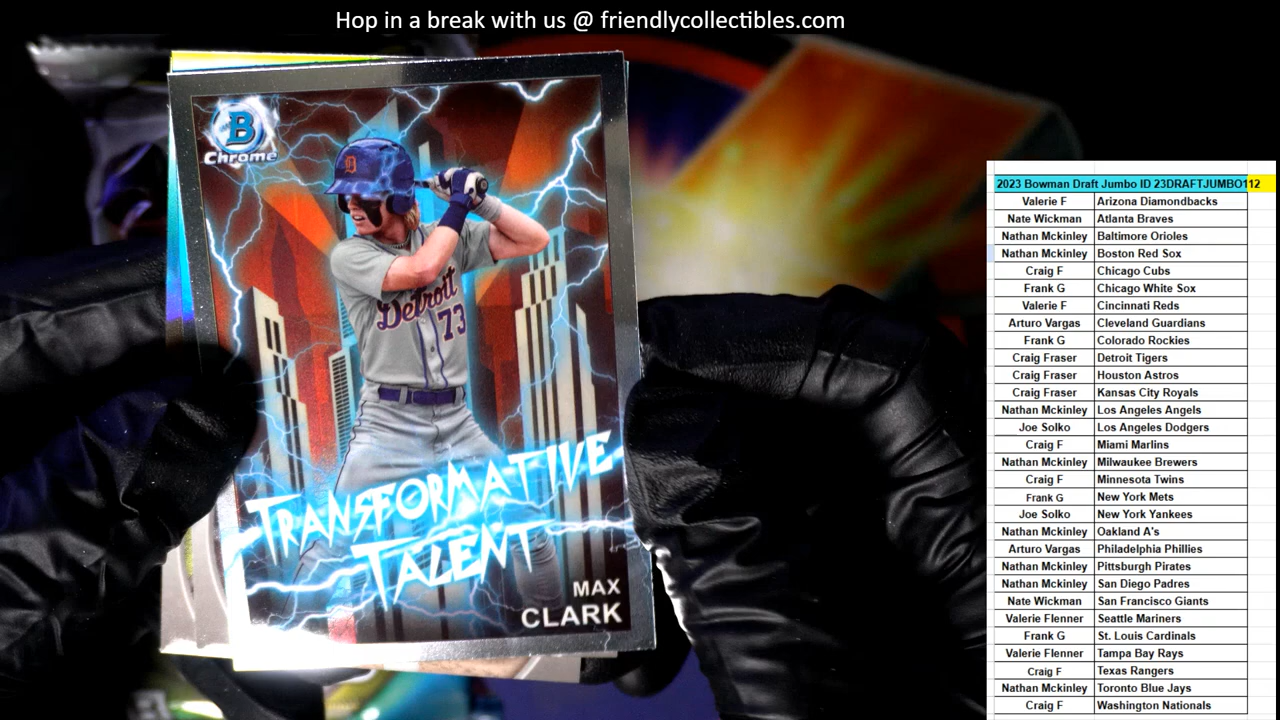 Hop in a break with us @ friendlycollectibles.com
B
Chrome
D
Detroit
73
TRANSFORMATIVE
TALENT
MAX
CLARK
2023 Bowman Draft Jumbo ID 23DRAFTJUMBO112
Valerie F Arizona Diamondbacks
Nate Wickman Atlanta Braves
Nathan Mckinley Baltimore Orioles
Nathan Mckinley Boston Red Sox
Craig F Chicago Cubs
Frank G Chicago White Sox
Valerie F Cincinnati Reds
Arturo Vargas Cleveland Guardians
Frank G Colorado Rockies
Craig Fraser Detroit Tigers
Craig Fraser Houston Astros
Craig Fraser Kansas City Royals
Nathan Mckinley Los Angeles Angels
Joe Solko Los Angeles Dodgers
Craig F Miami Marlins
Nathan Mckinley Milwaukee Brewers
Craig F Minnesota Twins
Frank G New York Mets
Joe Solko New York Yankees
Nathan Mckinley Oakland A's
Arturo Vargas Philadelphia Phillies
Nathan Mckinley Pittsburgh Pirates
Nathan Mckinley San Diego Padres
Nate Wickman San Francisco Giants
Valerie Flenner Seattle Mariners
Frank G St. Louis Cardinals
Valerie Flenner Tampa Bay Rays
Craig F Texas Rangers
Nathan Mckinley Toronto Blue Jays
Craig F Washington Nationals